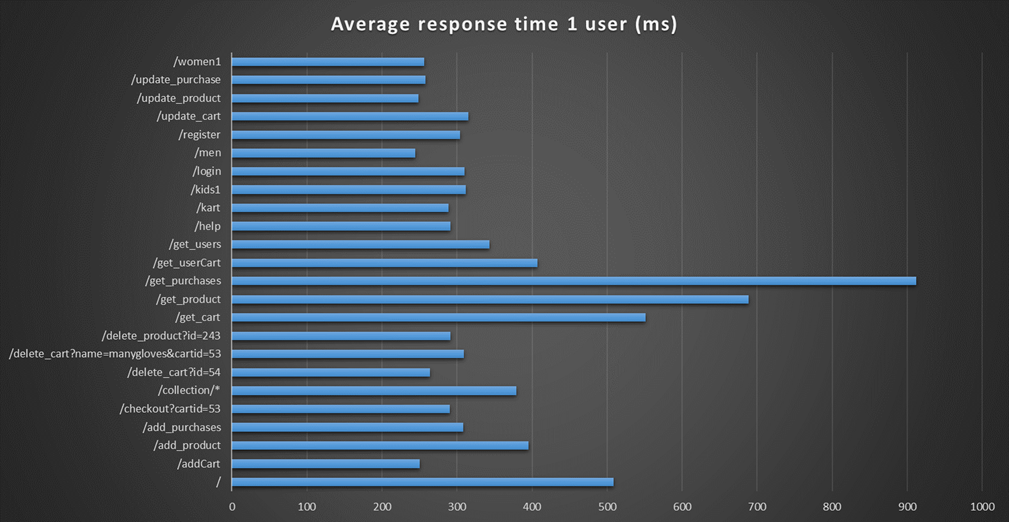 Average response time 1 user (ms)
/women1
/update_purchase
/update_product
/update_cart
/register
/men
/login
/kids1
/kart
/help
/get_users
/get_userCart
/get_purchases
/get_product
/get_cart
/delete_product?id=243
/delete_cart?name=manygloves&cartid=53
/delete_cart?id=54
/collection/*
/checkout?cartid=53
/add_purchases
/add_product
/addCart
/
0 100 200 300 400 500 600 700 800 900 1000